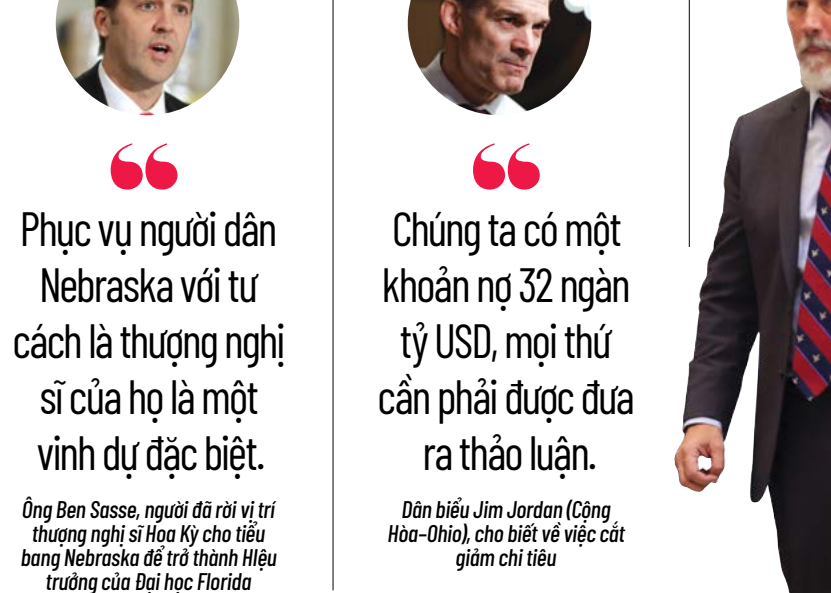 Phục vụ người dân
Nebraska với tư
cách là thượng nghị
sĩ của họ là một
vinh dự đặc biệt.
Ông Ben Sasse, người đã rời vị trí
thượng nghị sĩ Hoa Kỳ cho tiểu
bang Nebraska để trở thành HIệu
trưởng của Đại học Florida
Chúng ta có một
khoản nợ 32 ngàn
tỷ USD, mọi thứ
cần phải được đưa
ra thảo luận.
Dân biểu Jim Jordan (Cộng
Hòa–Ohio), cho biết về việc cắt
giảm chi tiêu